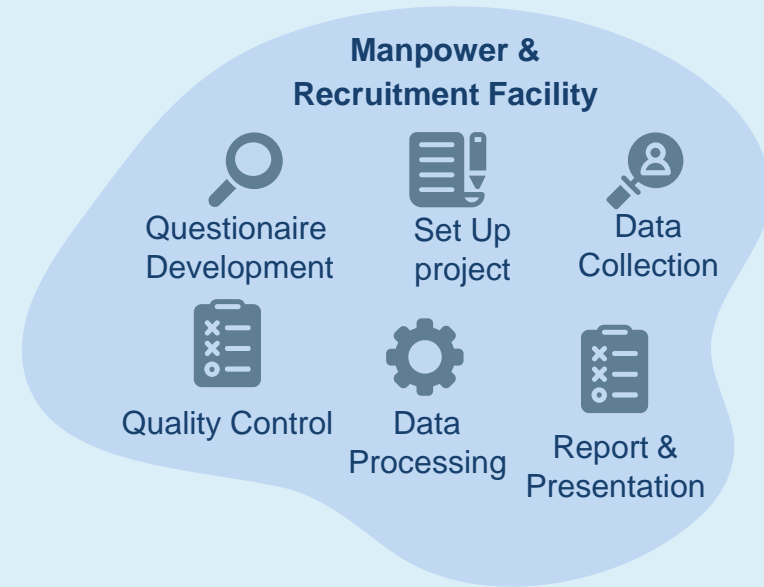 Manpower &
Recruitment Facility
Questionaire
Development
Set Up
project
Data
Collection
Quality Control
Data
Processing
Report &
Presentation